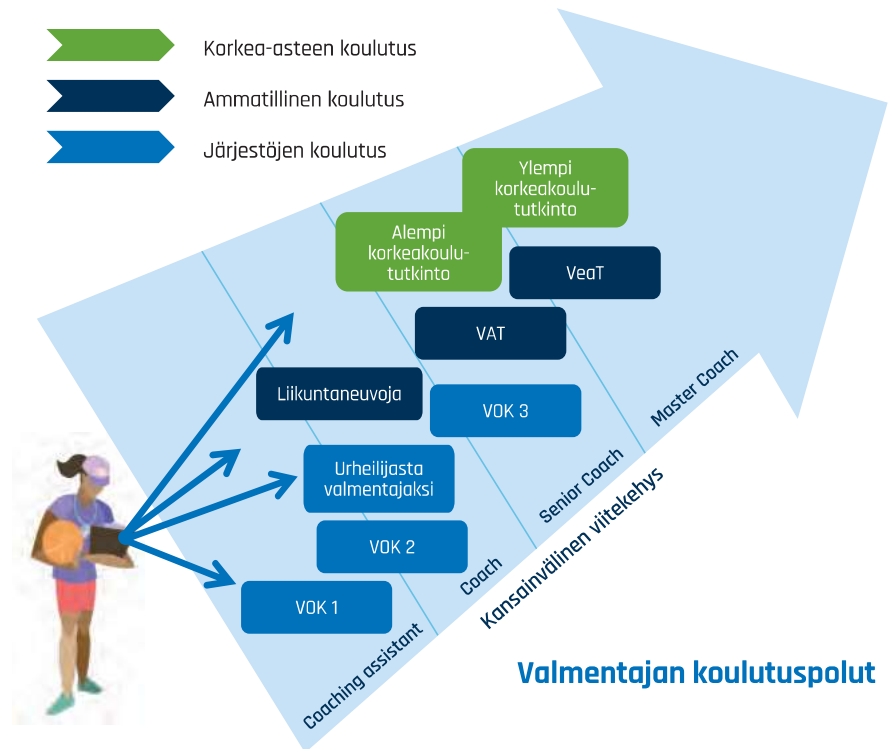 Korkea-asteen koulutus
Ammatillinen koulutus
Järjestöjen koulutus
Ylempi
korkeakoulu-
tutkinto
Alempi
korkeakoulu-
tutkinto
VeaT
VAT
Liikuntaneuvoja
VOK 3
Urheilijasta
valmentajaksi
VOK 2
VOK 1
Coaching assistant
Coach
Senior Coach
Master Coach
Kansainvälinen viitekehys
Valmentajan koulutuspolut